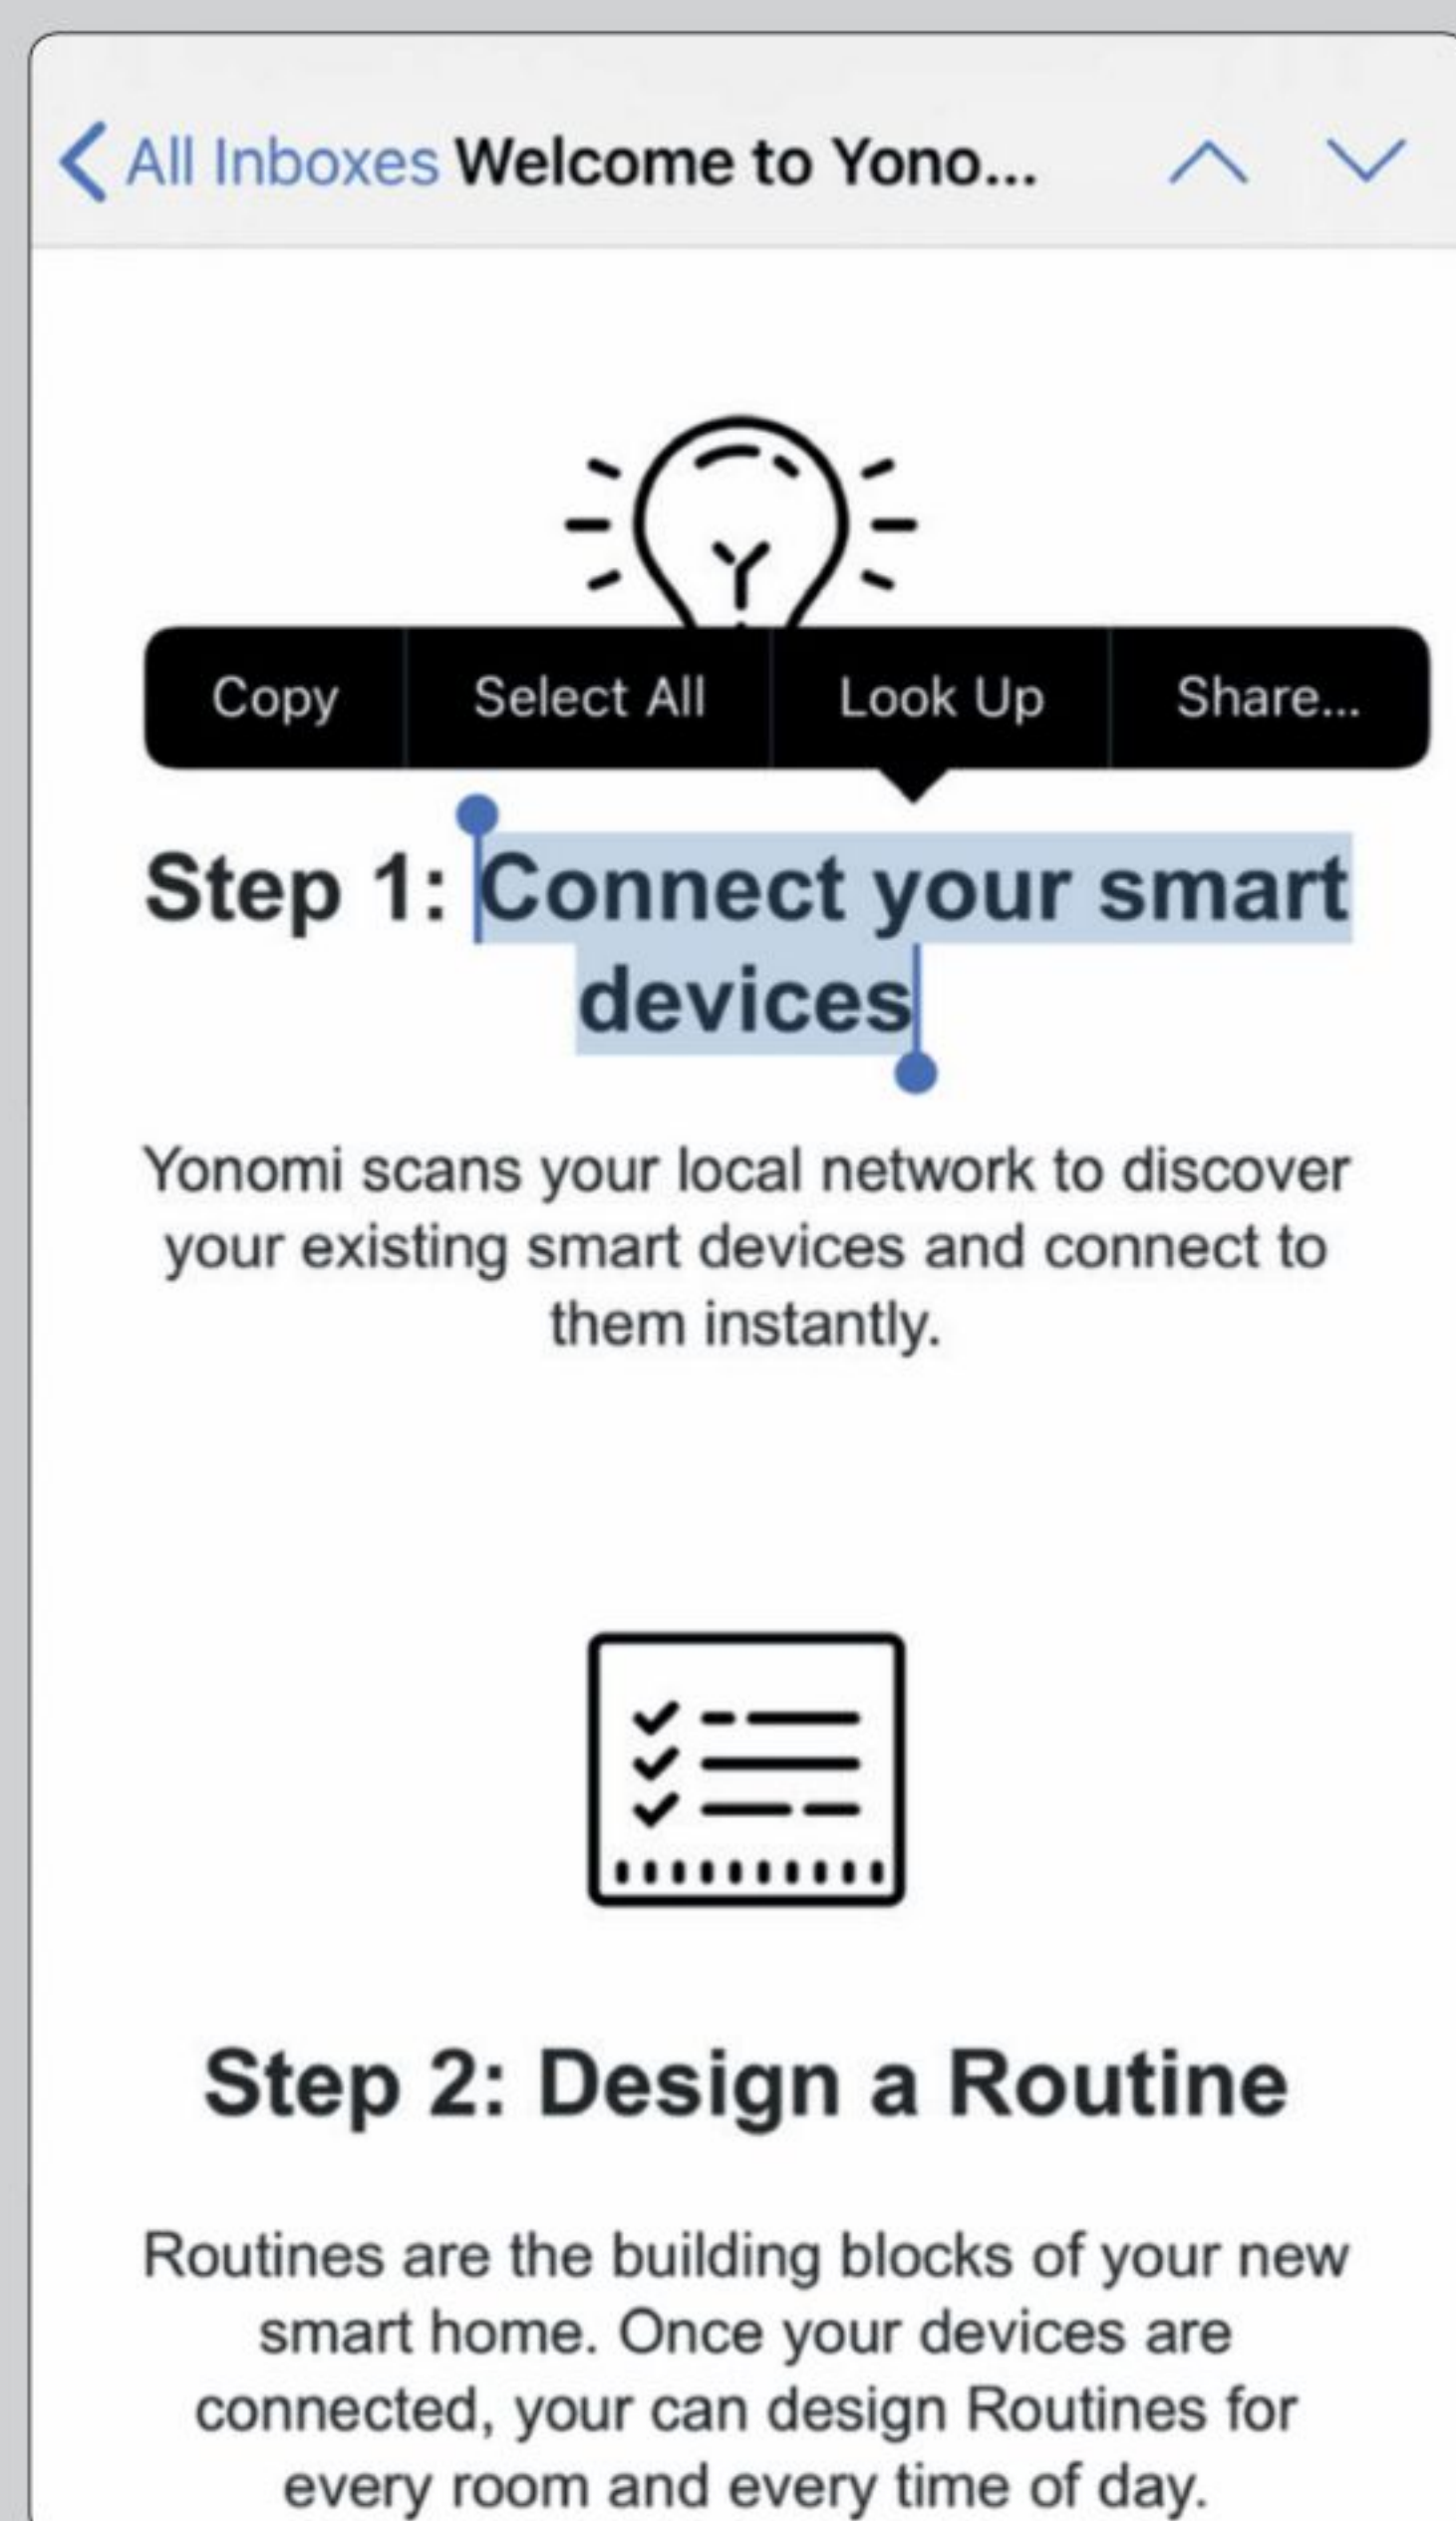 All Inboxes Welcome to Yono...
Copy Select All Look Up Share...
Step 1: Connect your smart
devices
Yonomi scans your local network to discover
your existing smart devices and connect to
them instantly.
Step 2: Design a Routine
Routines are the building blocks of your new
smart home. Once your devices are
connected, your can design Routines for
every room and every time of day.